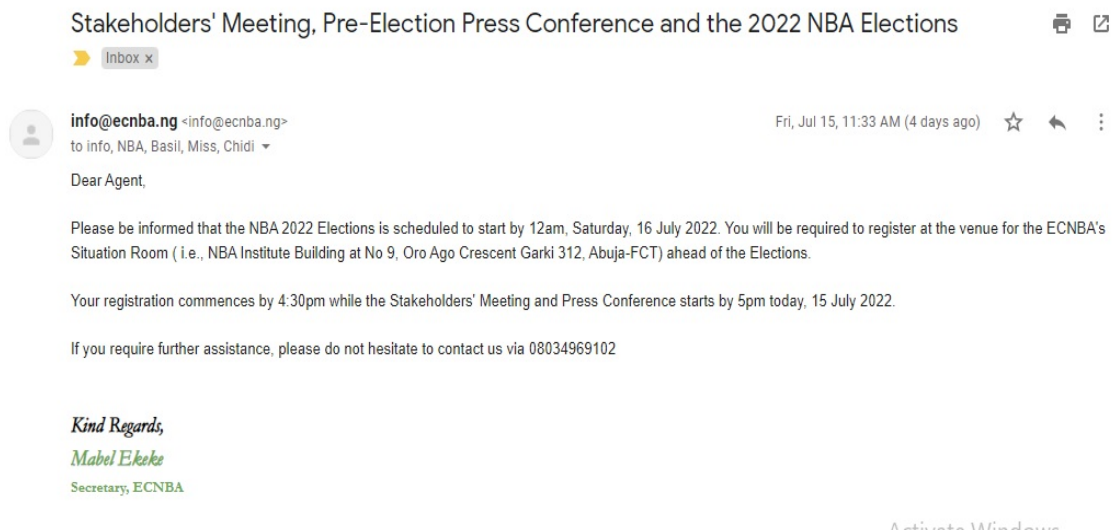 Stakeholders' Meeting, Pre-Election Press Conference and the 2022 NBA Elections
Inbox ×
info@ecnba.ng <info@ecnba.ng>
Fri, Jul 15, 11:33 AM (4 days ago)
to info, NBA, Basil, Miss, Chidi
Dear Agent,
Please be informed that the NBA 2022 Elections is scheduled to start by 12am, Saturday, 16 July 2022. You will be required to register at the venue for the ECNBA's
Situation Room ( i.e., NBA Institute Building at No 9, Oro Ago Crescent Garki 312, Abuja-FCT) ahead of the Elections.
Your registration commences by 4:30pm while the Stakeholders' Meeting and Press Conference starts by 5pm today, 15 July 2022.
If you require further assistance, please do not hesitate to contact us via 08034969102
Kind Regards,
Mabel Ekeke
Secretary, ECNBA
Activate Windows